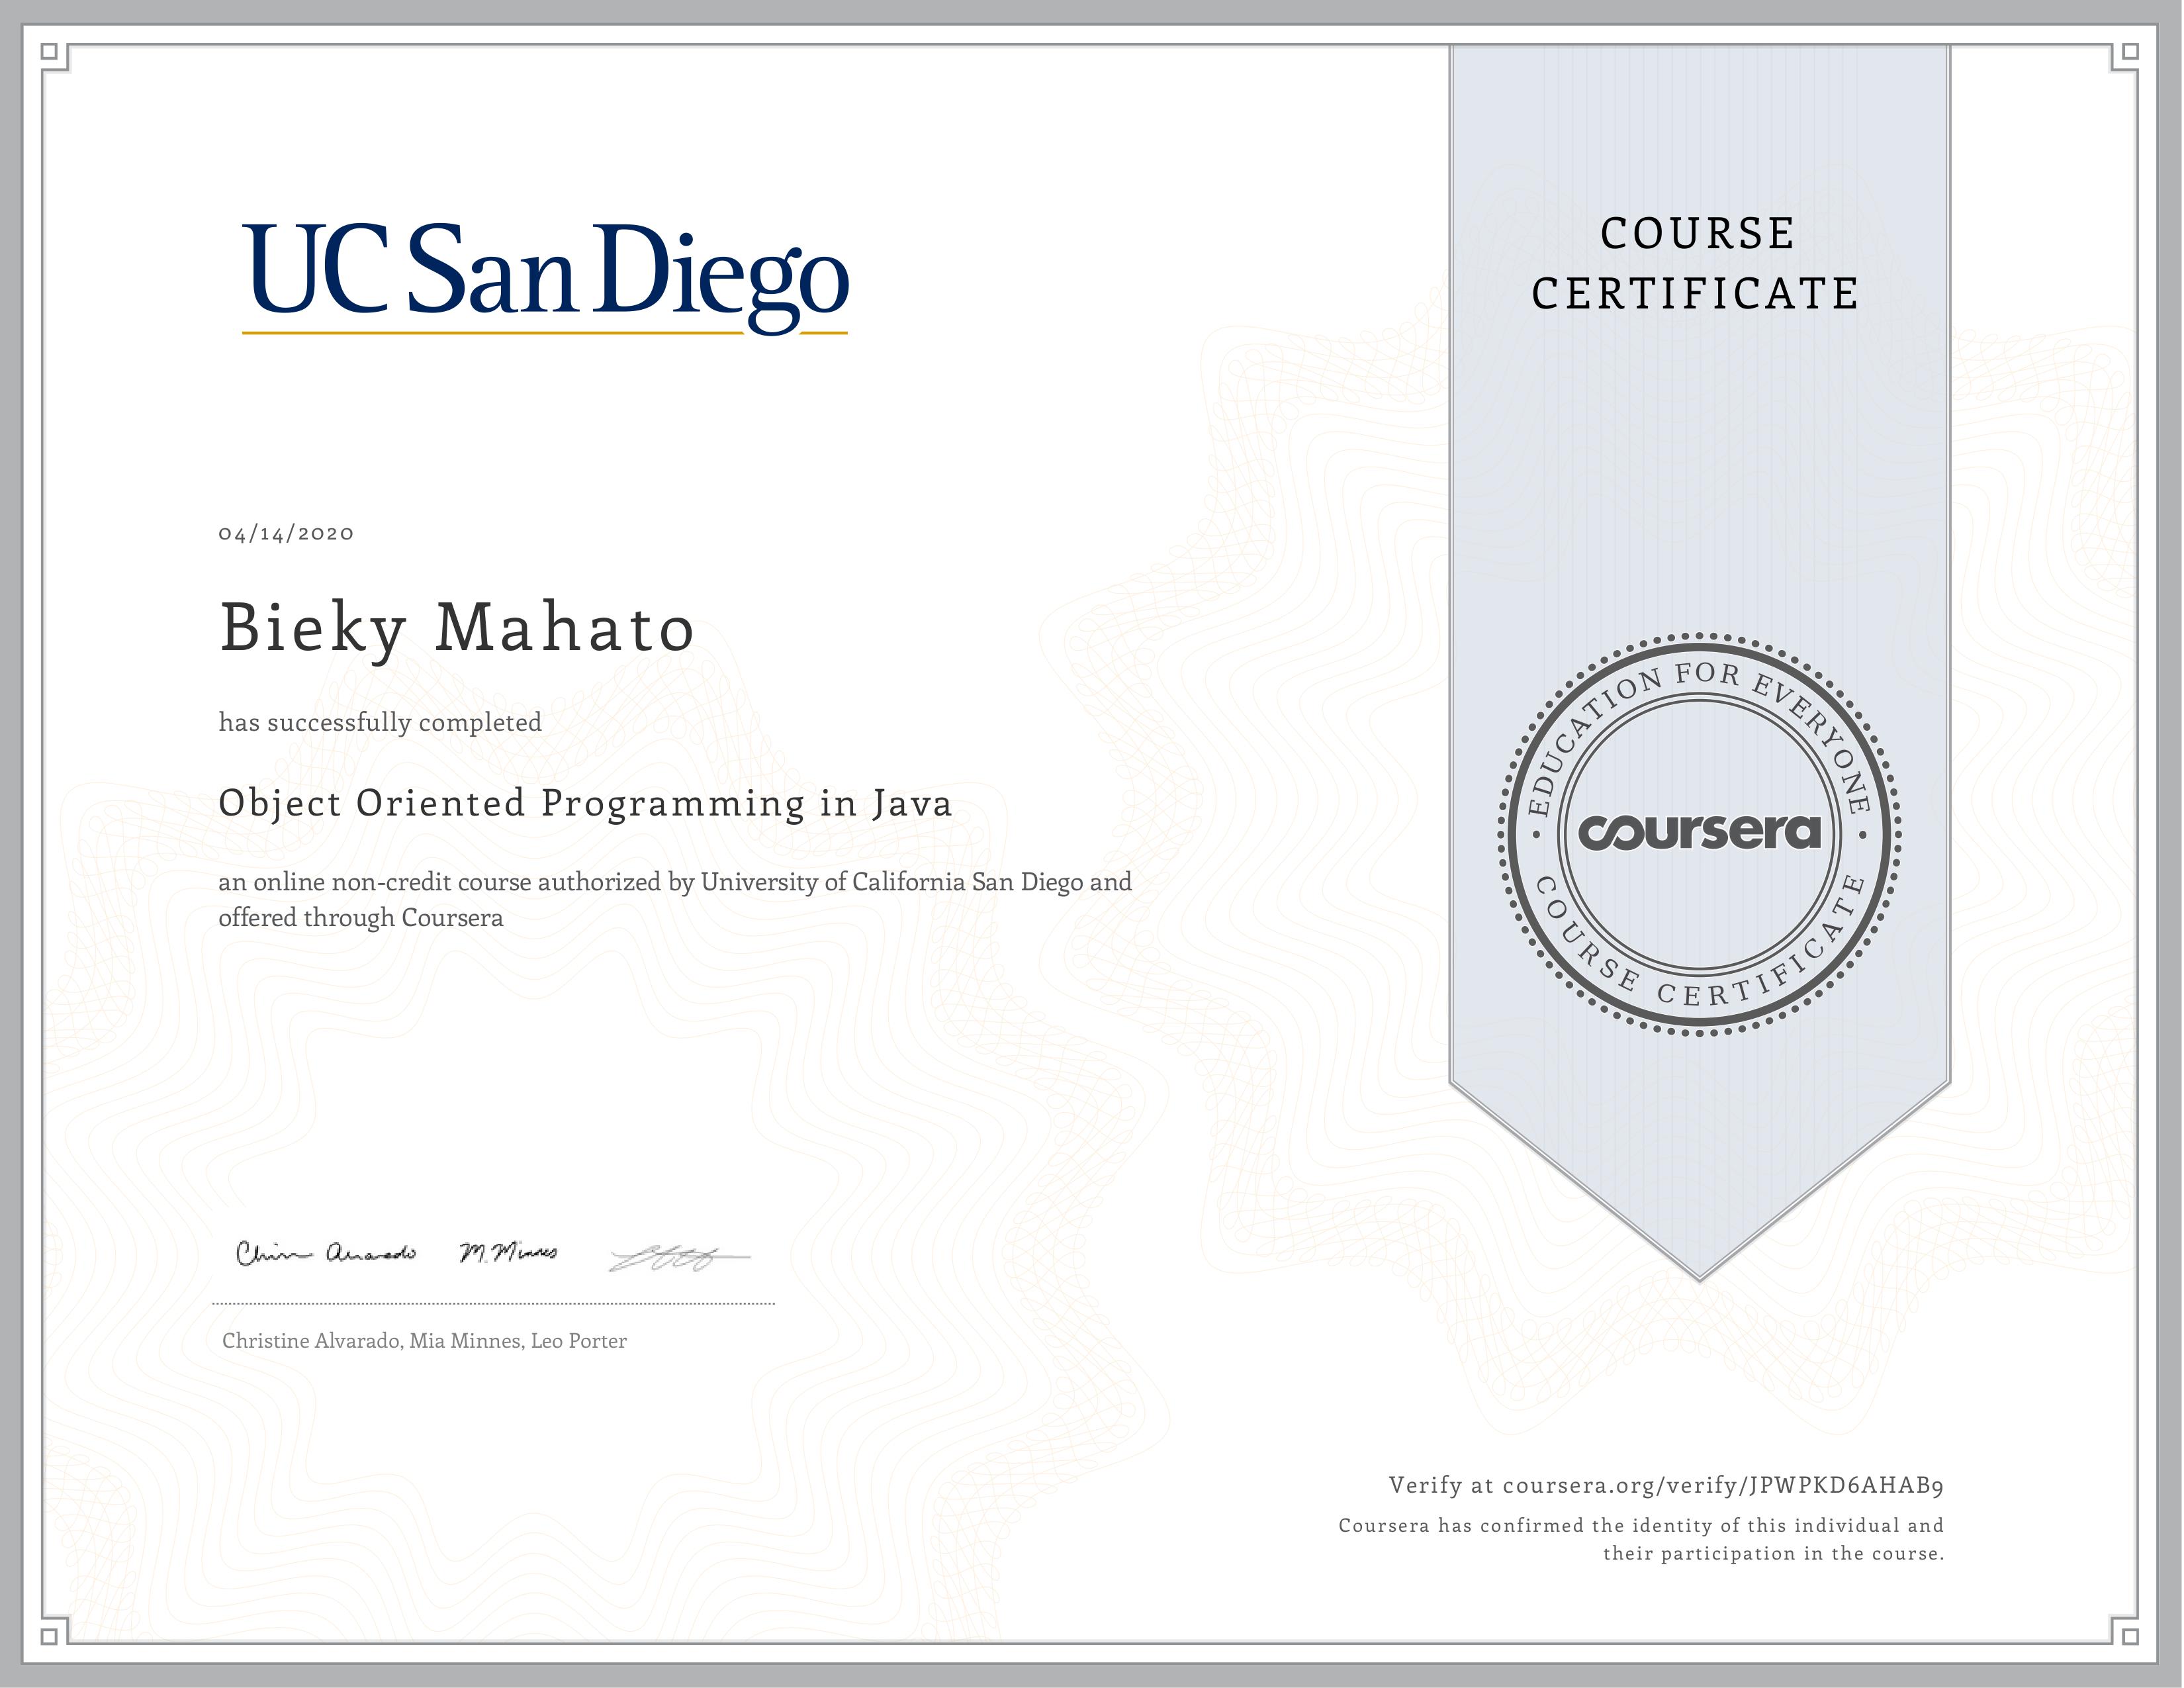 UC San Diego
COURSE
CERTIFICATE
04/14/2020
Bieky Mahato
has successfully completed
Object Oriented Programming in Java
an online non-credit course authorized by University of California San Diego and
offered through Coursera
EDUCATION FOR EVERYONE
coursera
COURSE CERTIFICATE
M. Minnes
Christine Alvarado, Mia Minnes, Leo Porter
Verify at coursera.org/verify/JPWPKD6AHAB9
Coursera has confirmed the identity of this individual and
their participation in the course.